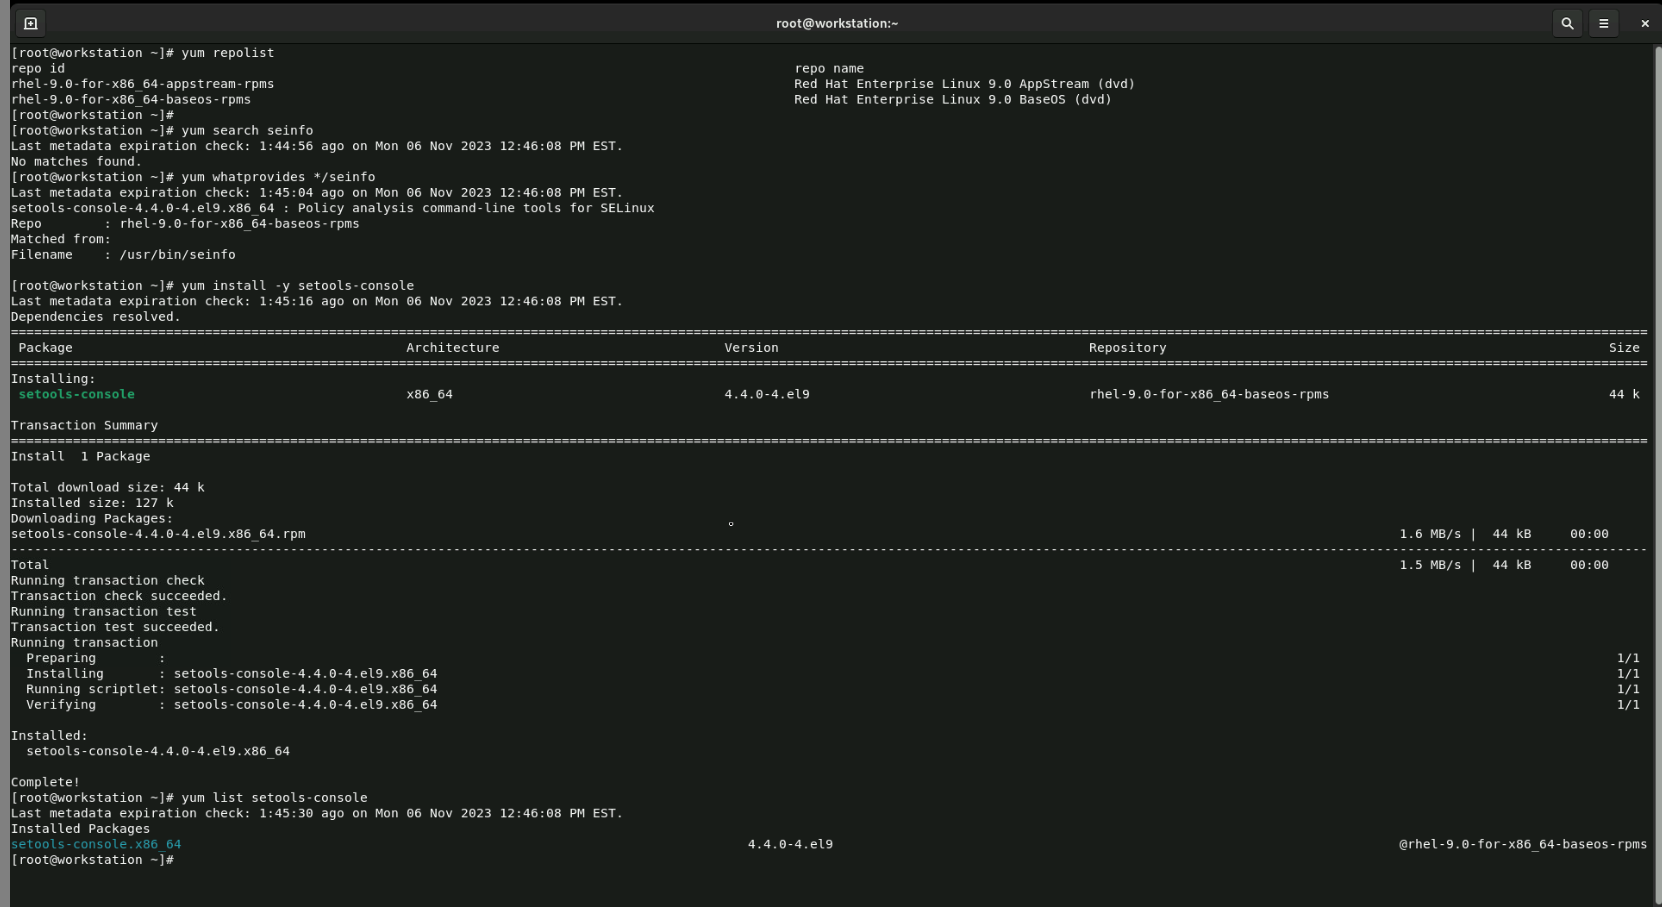 root@workstation:~
[root@workstation ~]# yum repolist
repo id                                                                                              repo name
rhel-9.0-for-x86_64-appstream-rpms                                                                   Red Hat Enterprise Linux 9.0 AppStream (dvd)
rhel-9.0-for-x86_64-baseos-rpms                                                                      Red Hat Enterprise Linux 9.0 BaseOS (dvd)
[root@workstation ~]#
[root@workstation ~]# yum search seinfo
Last metadata expiration check: 1:44:56 ago on Mon 06 Nov 2023 12:46:08 PM EST.
No matches found.
[root@workstation ~]# yum whatprovides */seinfo
Last metadata expiration check: 1:45:04 ago on Mon 06 Nov 2023 12:46:08 PM EST.
setools-console-4.4.0-4.el9.x86_64 : Policy analysis command-line tools for SELinux
Repo        : rhel-9.0-for-x86_64-baseos-rpms
Matched from:
Filename    : /usr/bin/seinfo
[root@workstation ~]# yum install -y setools-console
Last metadata expiration check: 1:45:16 ago on Mon 06 Nov 2023 12:46:08 PM EST.
Dependencies resolved.
Package    Architecture    Version    Repository    Size
Installing:
setools-console    x86_64    4.4.0-4.el9    rhel-9.0-for-x86_64-baseos-rpms    44 k
Transaction Summary
Install  1 Package
Total download size: 44 k
Installed size: 127 k
Downloading Packages:
setools-console-4.4.0-4.el9.x86_64.rpm    1.6 MB/s |  44 kB     00:00
Total    1.5 MB/s |  44 kB     00:00
Running transaction check
Transaction check succeeded.
Running transaction test
Transaction test succeeded.
Running transaction
  Preparing        :    1/1
  Installing       : setools-console-4.4.0-4.el9.x86_64    1/1
  Running scriptlet: setools-console-4.4.0-4.el9.x86_64    1/1
  Verifying        : setools-console-4.4.0-4.el9.x86_64    1/1
Installed:
  setools-console-4.4.0-4.el9.x86_64
Complete!
[root@workstation ~]# yum list setools-console
Last metadata expiration check: 1:45:30 ago on Mon 06 Nov 2023 12:46:08 PM EST.
Installed Packages
setools-console.x86_64    4.4.0-4.el9    @rhel-9.0-for-x86_64-baseos-rpms
[root@workstation ~]#